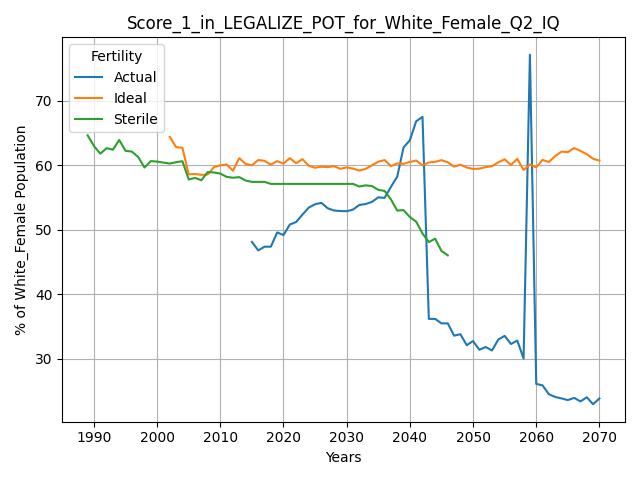 Score_1_in_LEGALIZE_POT_for_White_Female_Q2_IQ
Fertility
Actual
Ideal
Sterile
% of White_Female Population
70
60
50
40
30
1990
2000
2010
2020
2030
2040
2050
2060
2070
Years